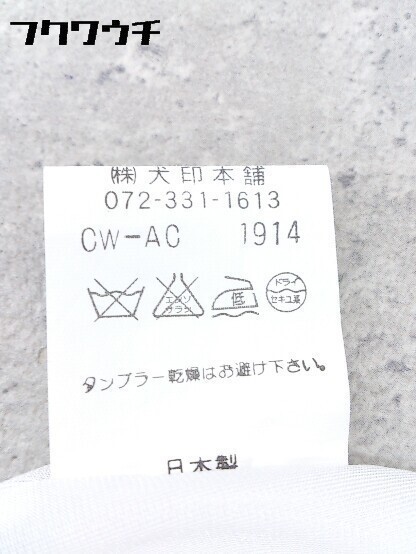 フクワウチ
(株)犬印本舗
072-331-1613
CW-AC 1914
エンソ
サラシ
低
ドライ
セキユ系
タンブラー乾燥はお避け下さい。
日本製